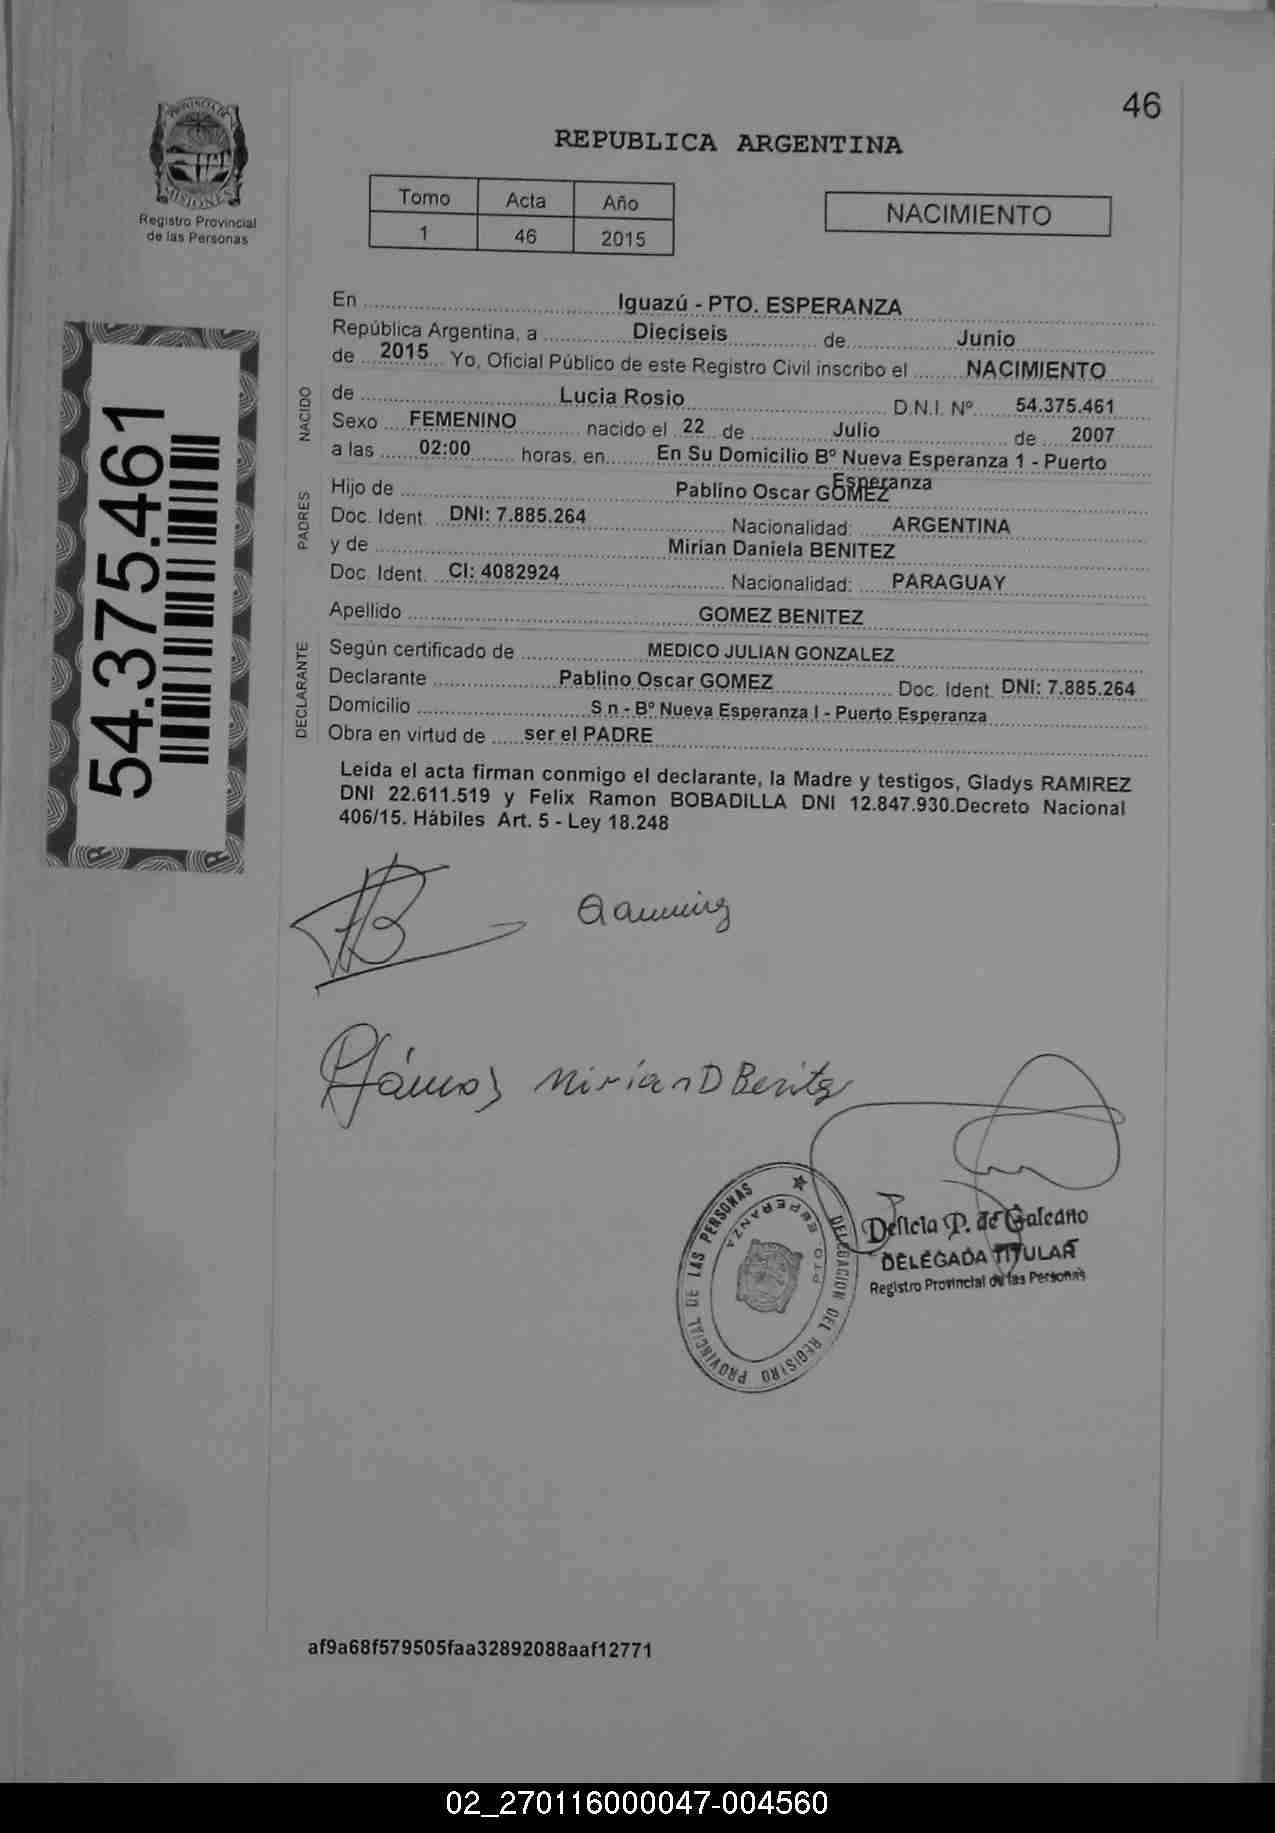 46
PROVINCIA DE
MISIONES
Registro Provincial
de las Personas
REPUBLICA ARGENTINA
Tomo Acta Año
1 46 2015
NACIMIENTO
54.375.461
En Iguazú - PTO. ESPERANZA
República Argentina, a Dieciseis de Junio
de 2015 Yo, Oficial Público de este Registro Civil inscribo el NACIMIENTO
NACIDO
de Lucia Rosio D.N.I. Nº 54.375.461
Sexo FEMENINO nacido el 22 de Julio de 2007
a las 02:00 horas, en En Su Domicilio Bº Nueva Esperanza 1 - Puerto
Esperanza
PADRES
Hijo de Pablino Oscar GOMEZ
Doc. Ident. DNI: 7.885.264 Nacionalidad: ARGENTINA
y de Mirian Daniela BENITEZ
Doc. Ident. CI: 4082924 Nacionalidad: PARAGUAY
Apellido GOMEZ BENITEZ
DECLARANTE
Según certificado de MEDICO JULIAN GONZALEZ
Declarante Pablino Oscar GOMEZ Doc. Ident. DNI: 7.885.264
Domicilio S n - Bº Nueva Esperanza I - Puerto Esperanza
Obra en virtud de ser el PADRE
Leida el acta firman conmigo el declarante, la Madre y testigos, Gladys RAMIREZ
DNI 22.611.519 y Felix Ramon BOBADILLA DNI 12.847.930.Decreto Nacional
406/15. Hábiles Art. 5 - Ley 18.248
Mirian D Benitez
DELEGACION DEL REGISTRO PROVINCIAL DE LAS PERSONAS
PTO. ESPERANZA
Delicia P. de Galeano
DELEGADA TITULAR
Registro Provincial de las Personas
af9a68f579505faa32892088aaf12771
02_270116000047-004560